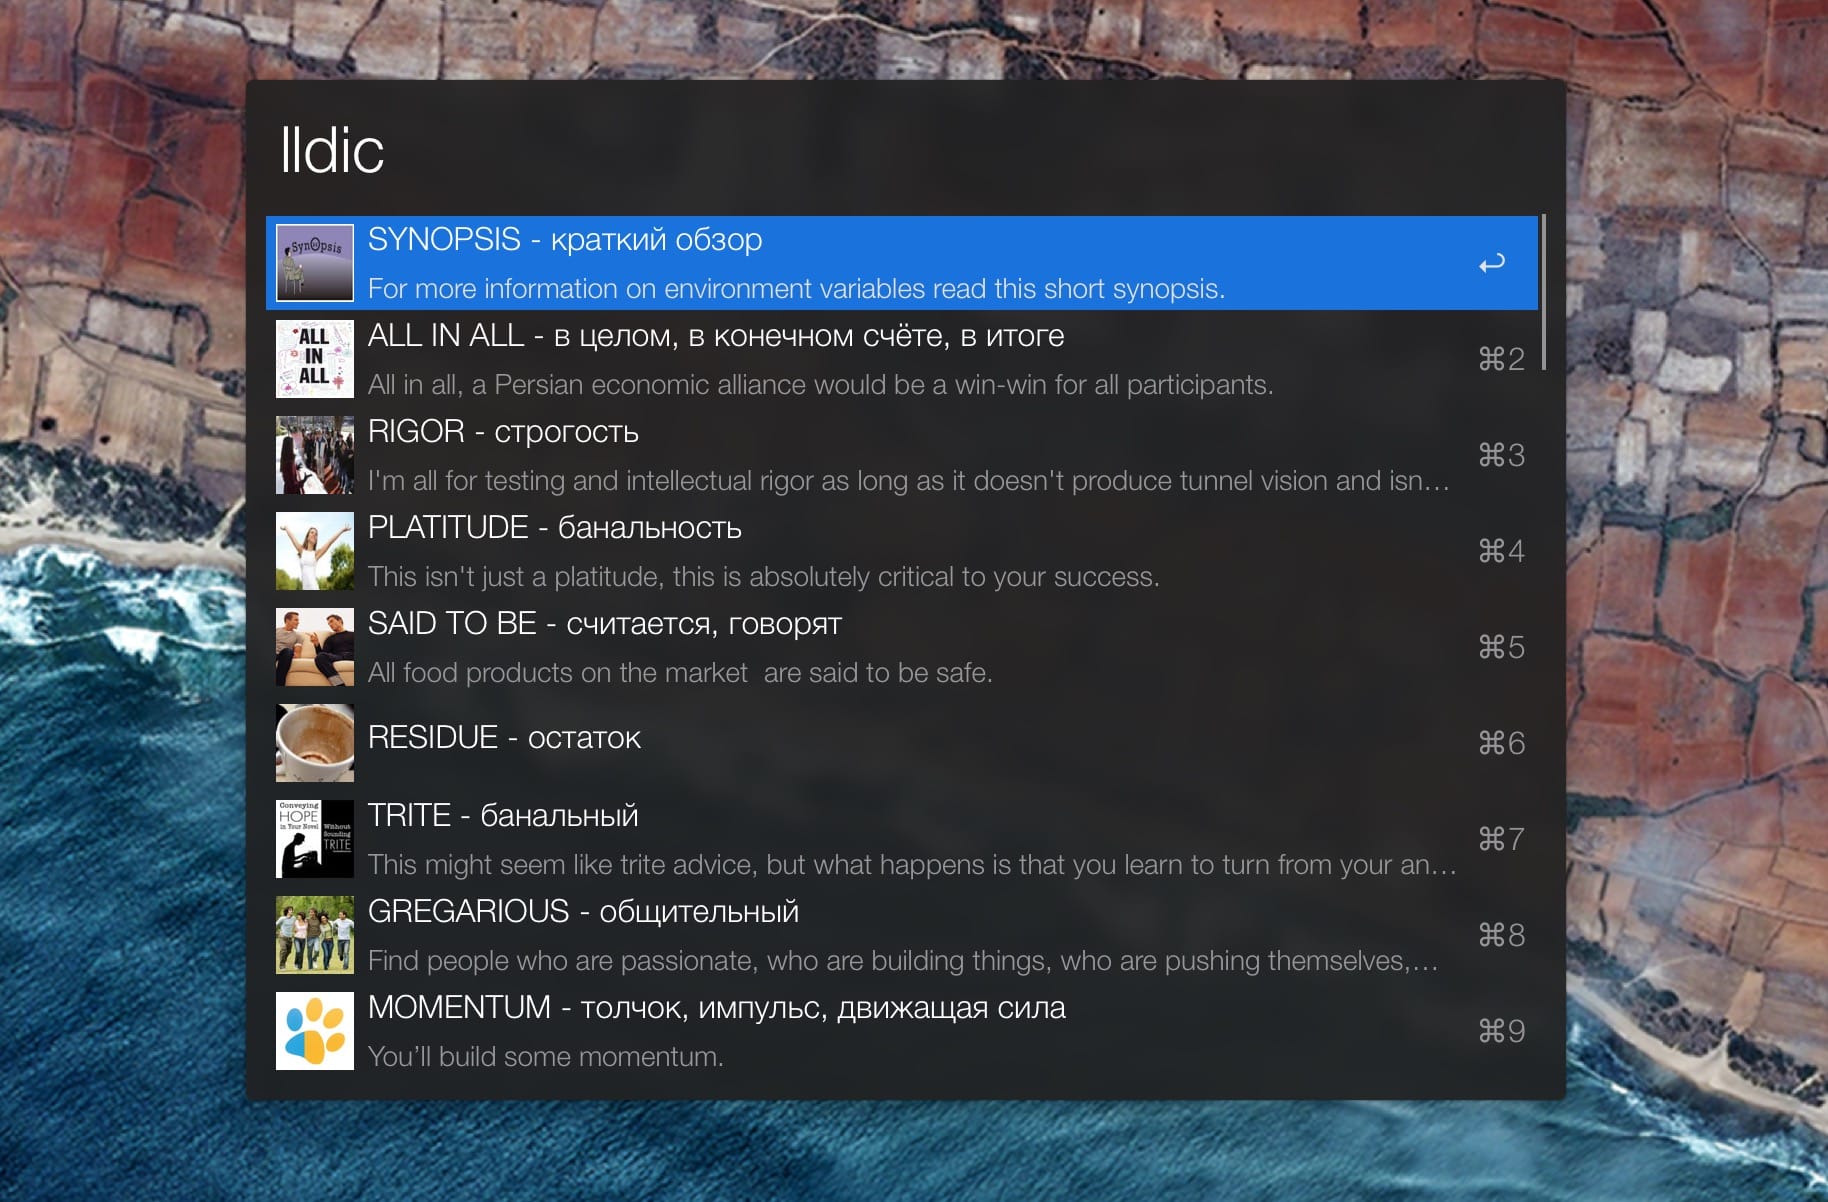 lldic
SynOpsis
SYNOPSIS - краткий обзор
For more information on environment variables read this short synopsis.
ALL
IN
ALL
ALL IN ALL - в целом, в конечном счёте, в итоге
All in all, a Persian economic alliance would be a win-win for all participants.
⌘2
RIGOR - строгость
I'm all for testing and intellectual rigor as long as it doesn't produce tunnel vision and isn…
⌘3
PLATITUDE - банальность
This isn't just a platitude, this is absolutely critical to your success.
⌘4
SAID TO BE - считается, говорят
All food products on the market  are said to be safe.
⌘5
RESIDUE - остаток
⌘6
Conveying
HOPE
in Your Novel
Without
Sounding
TRITE
TRITE - банальный
This might seem like trite advice, but what happens is that you learn to turn from your an…
⌘7
GREGARIOUS - общительный
Find people who are passionate, who are building things, who are pushing themselves,…
⌘8
MOMENTUM - толчок, импульс, движащая сила
You’ll build some momentum.
⌘9